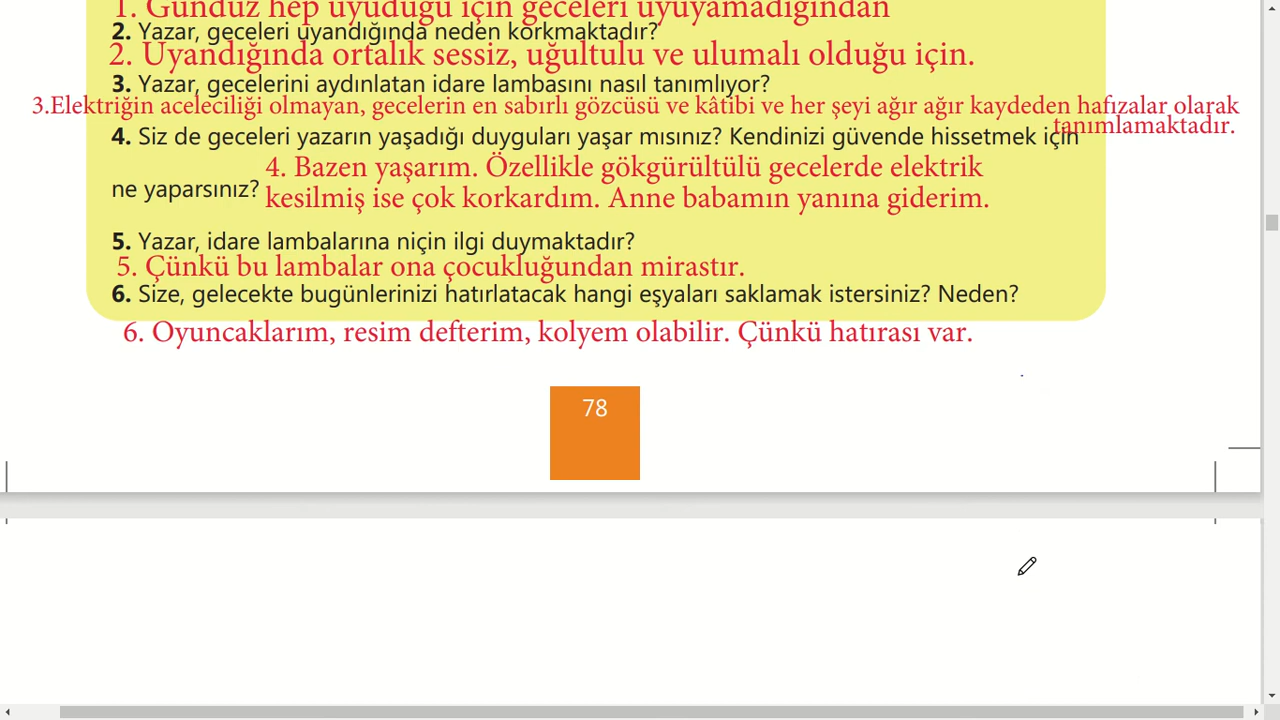 1. Gündüz hep uyuduğu için geceleri uyuyamadığından
2. Yazar, geceleri uyandığında neden korkmaktadır?
2. Uyandığında ortalık sessiz, uğultulu ve ulumalı olduğu için.
3. Yazar, gecelerini aydınlatan idare lambasını nasıl tanımlıyor?
3.Elektriğin aceleciliği olmayan, gecelerin en sabırlı gözcüsü ve kâtibi ve her şeyi ağır ağır kaydeden hafızalar olarak
tanımlamaktadır.
4. Siz de geceleri yazarın yaşadığı duyguları yaşar mısınız? Kendinizi güvende hissetmek için
ne yaparsınız?
4. Bazen yaşarım. Özellikle gökgürültülü gecelerde elektrik
kesilmiş ise çok korkardım. Anne babamın yanına giderim.
5. Yazar, idare lambalarına niçin ilgi duymaktadır?
5. Çünkü bu lambalar ona çocukluğundan mirastır.
6. Size, gelecekte bugünlerinizi hatırlatacak hangi eşyaları saklamak istersiniz? Neden?
6. Oyuncaklarım, resim defterim, kolyem olabilir. Çünkü hatırası var.
78